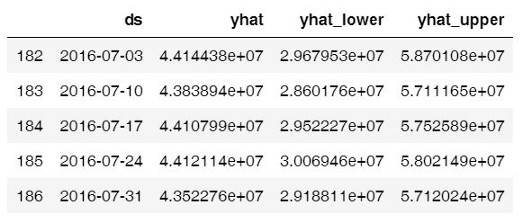 ds yhat yhat_lower yhat_upper
182 2016-07-03 4.414438e+07 2.967953e+07 5.870108e+07
183 2016-07-10 4.383894e+07 2.860176e+07 5.711165e+07
184 2016-07-17 4.410799e+07 2.952227e+07 5.752589e+07
185 2016-07-24 4.412114e+07 3.006946e+07 5.802149e+07
186 2016-07-31 4.352276e+07 2.918811e+07 5.712024e+07